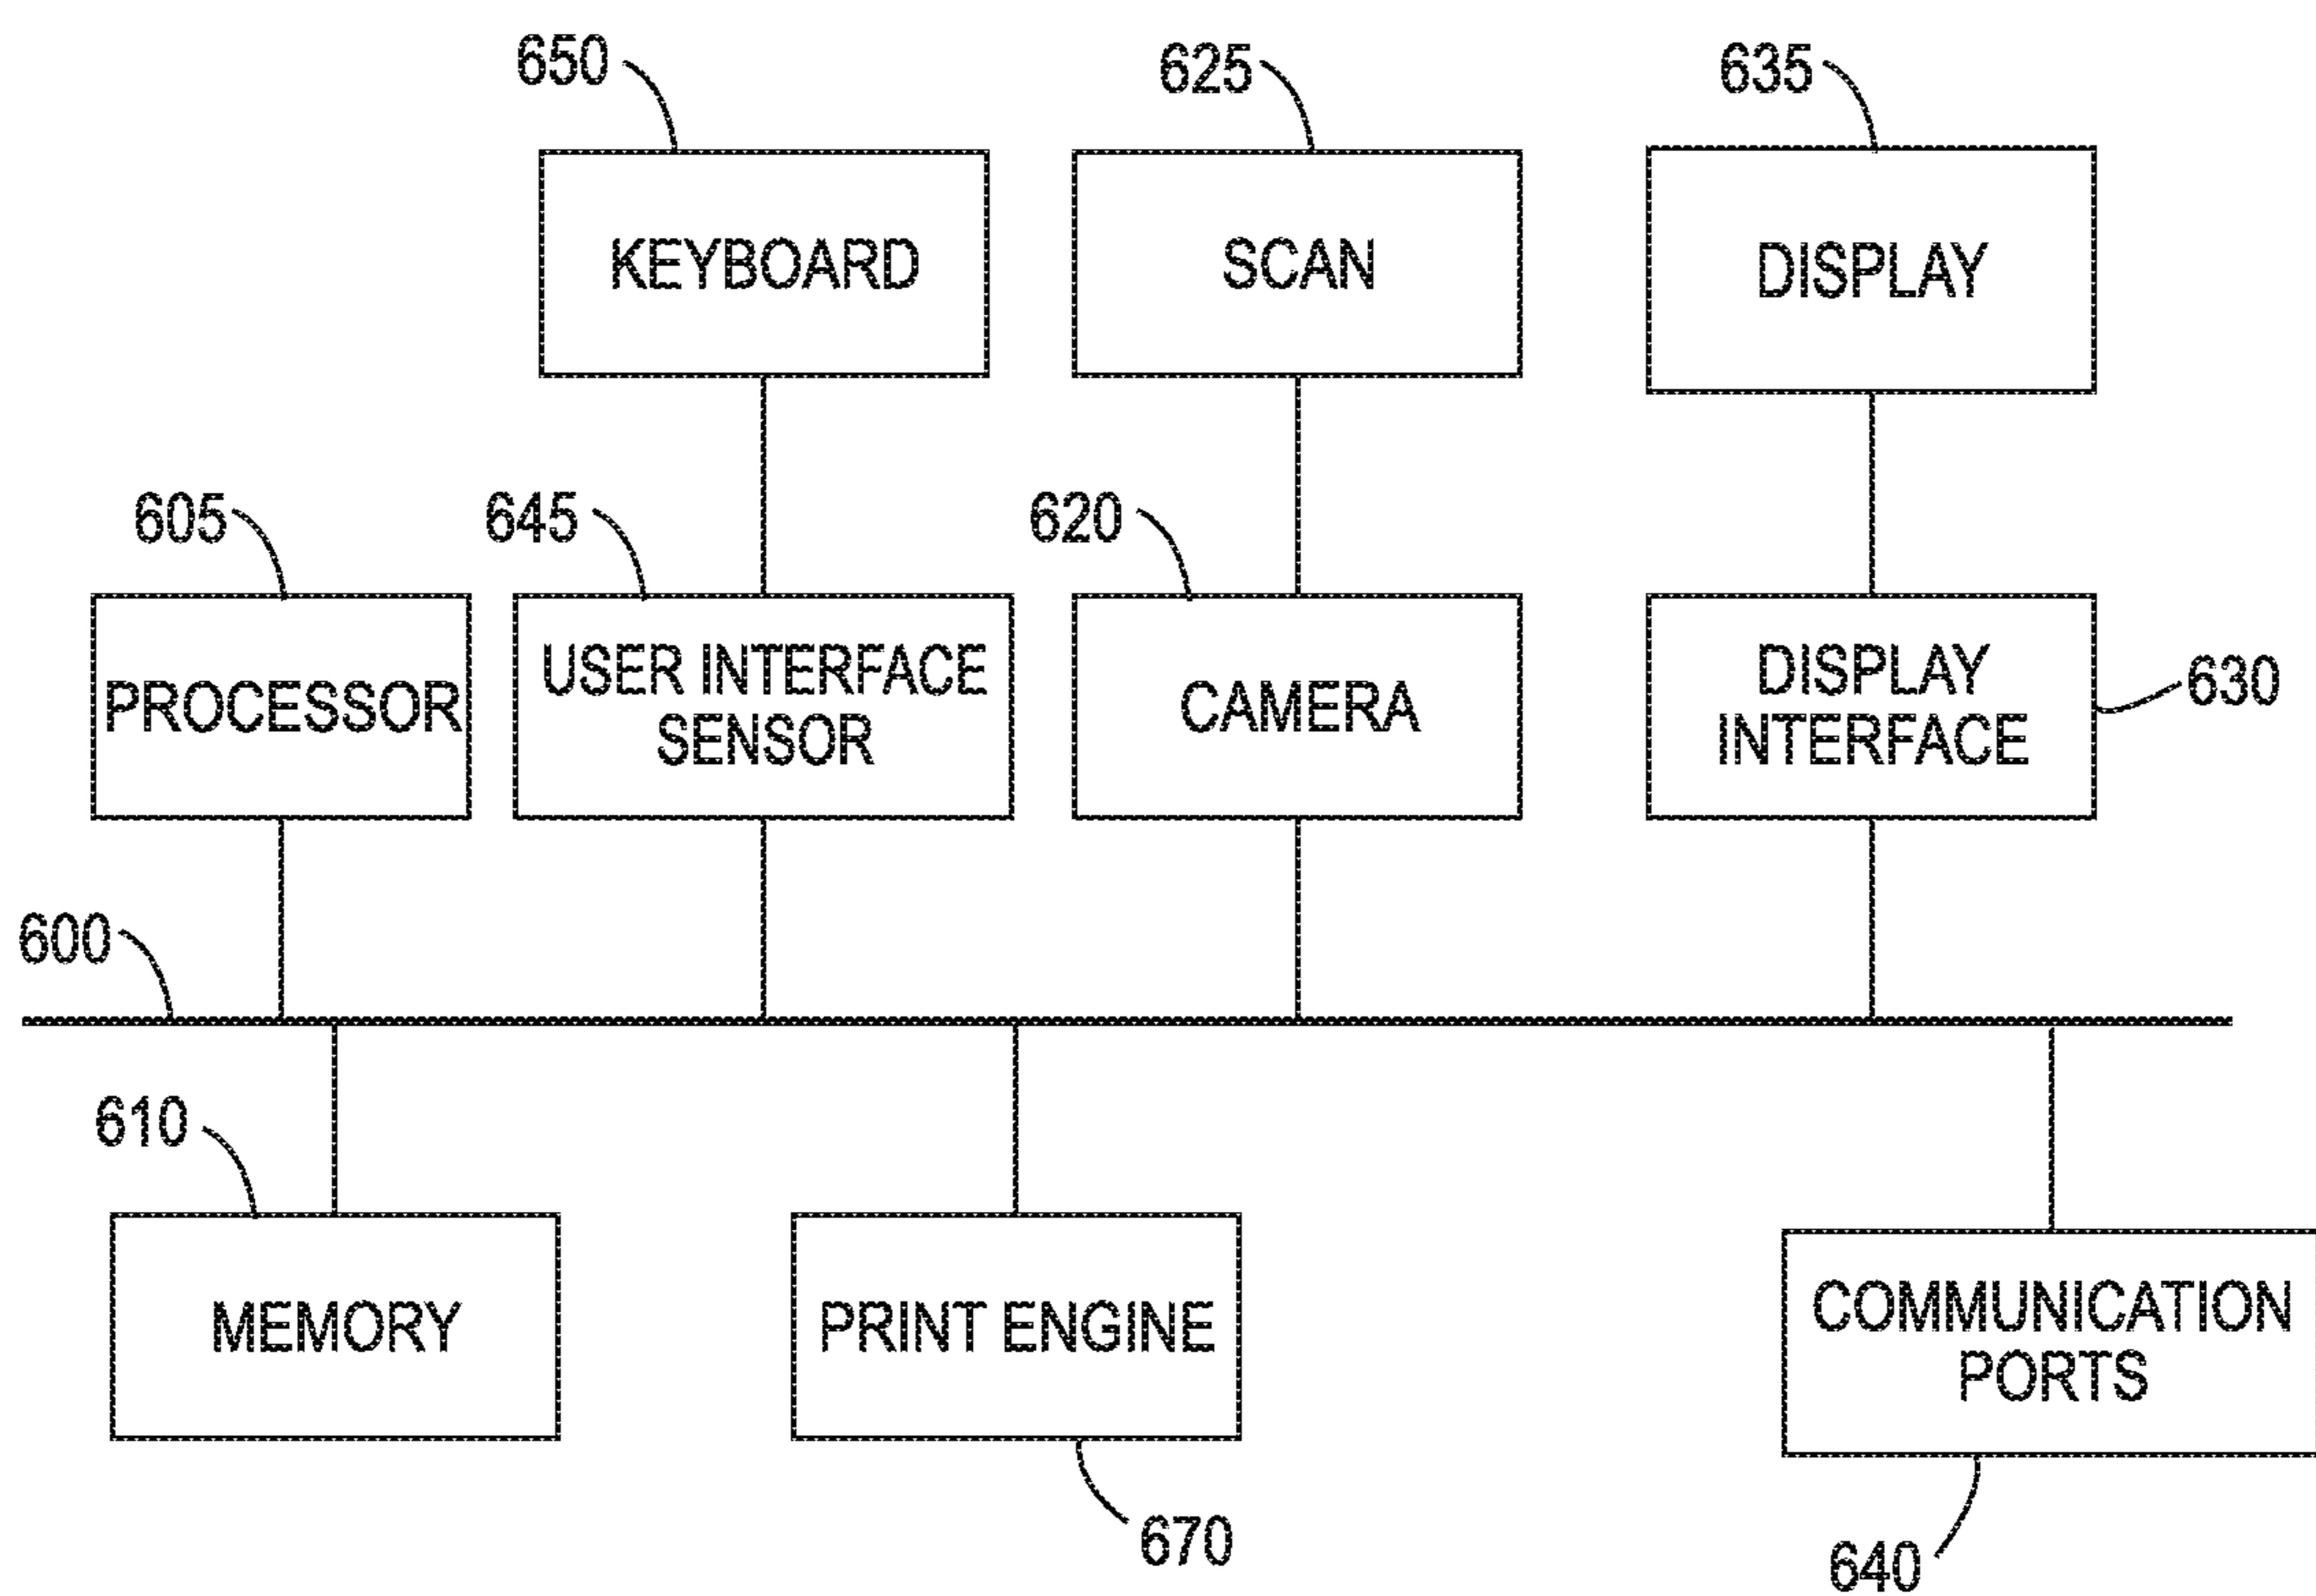 650
625
635
KEYBOARD
SCAN
DISPLAY
605
645
620
PROCESSOR
USER INTERFACE
SENSOR
CAMERA
DISPLAY
INTERFACE
630
600
610
MEMORY
PRINT ENGINE
COMMUNICATION
PORTS
670
640